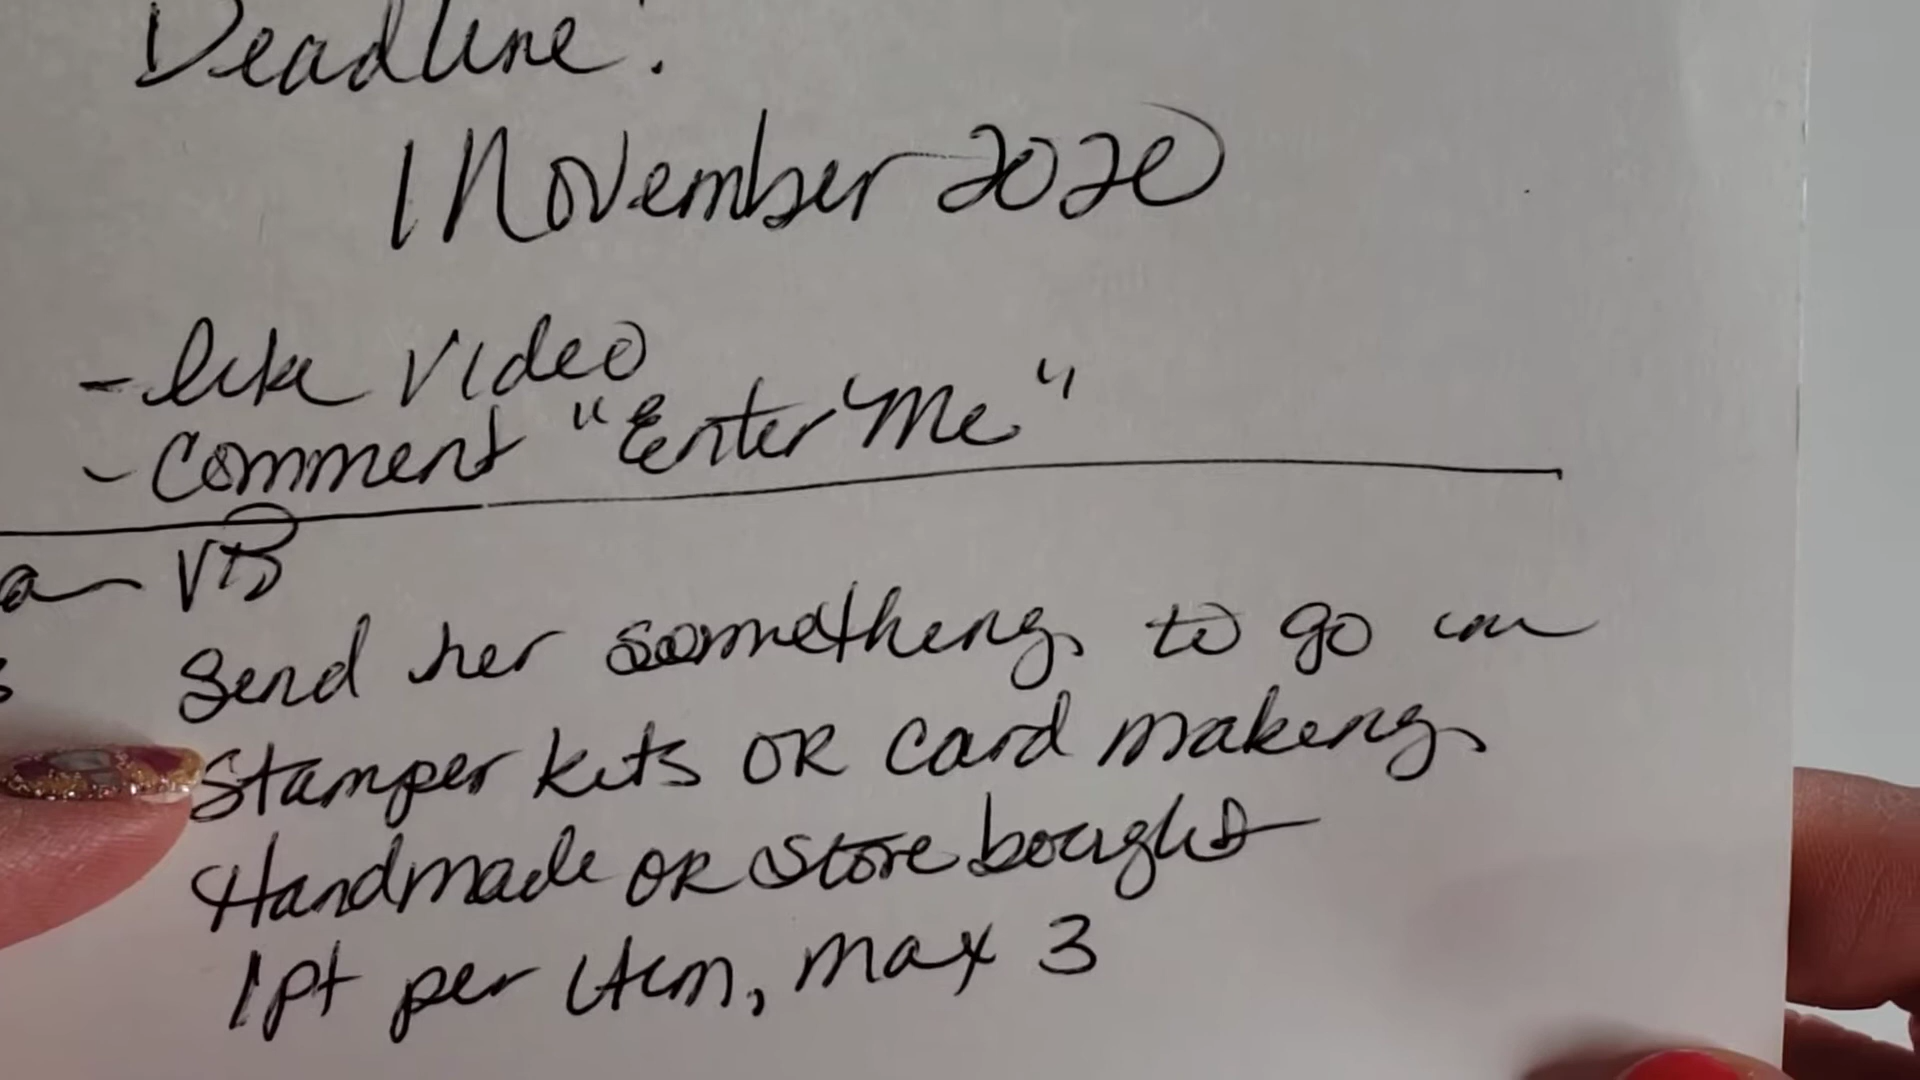 Deadline:
1 November 2020
- like video
- Comment "Enter Me"
VB
Send her something to go in
Stamper kits OR card making
Handmade OR store bought
1pt per item, max 3